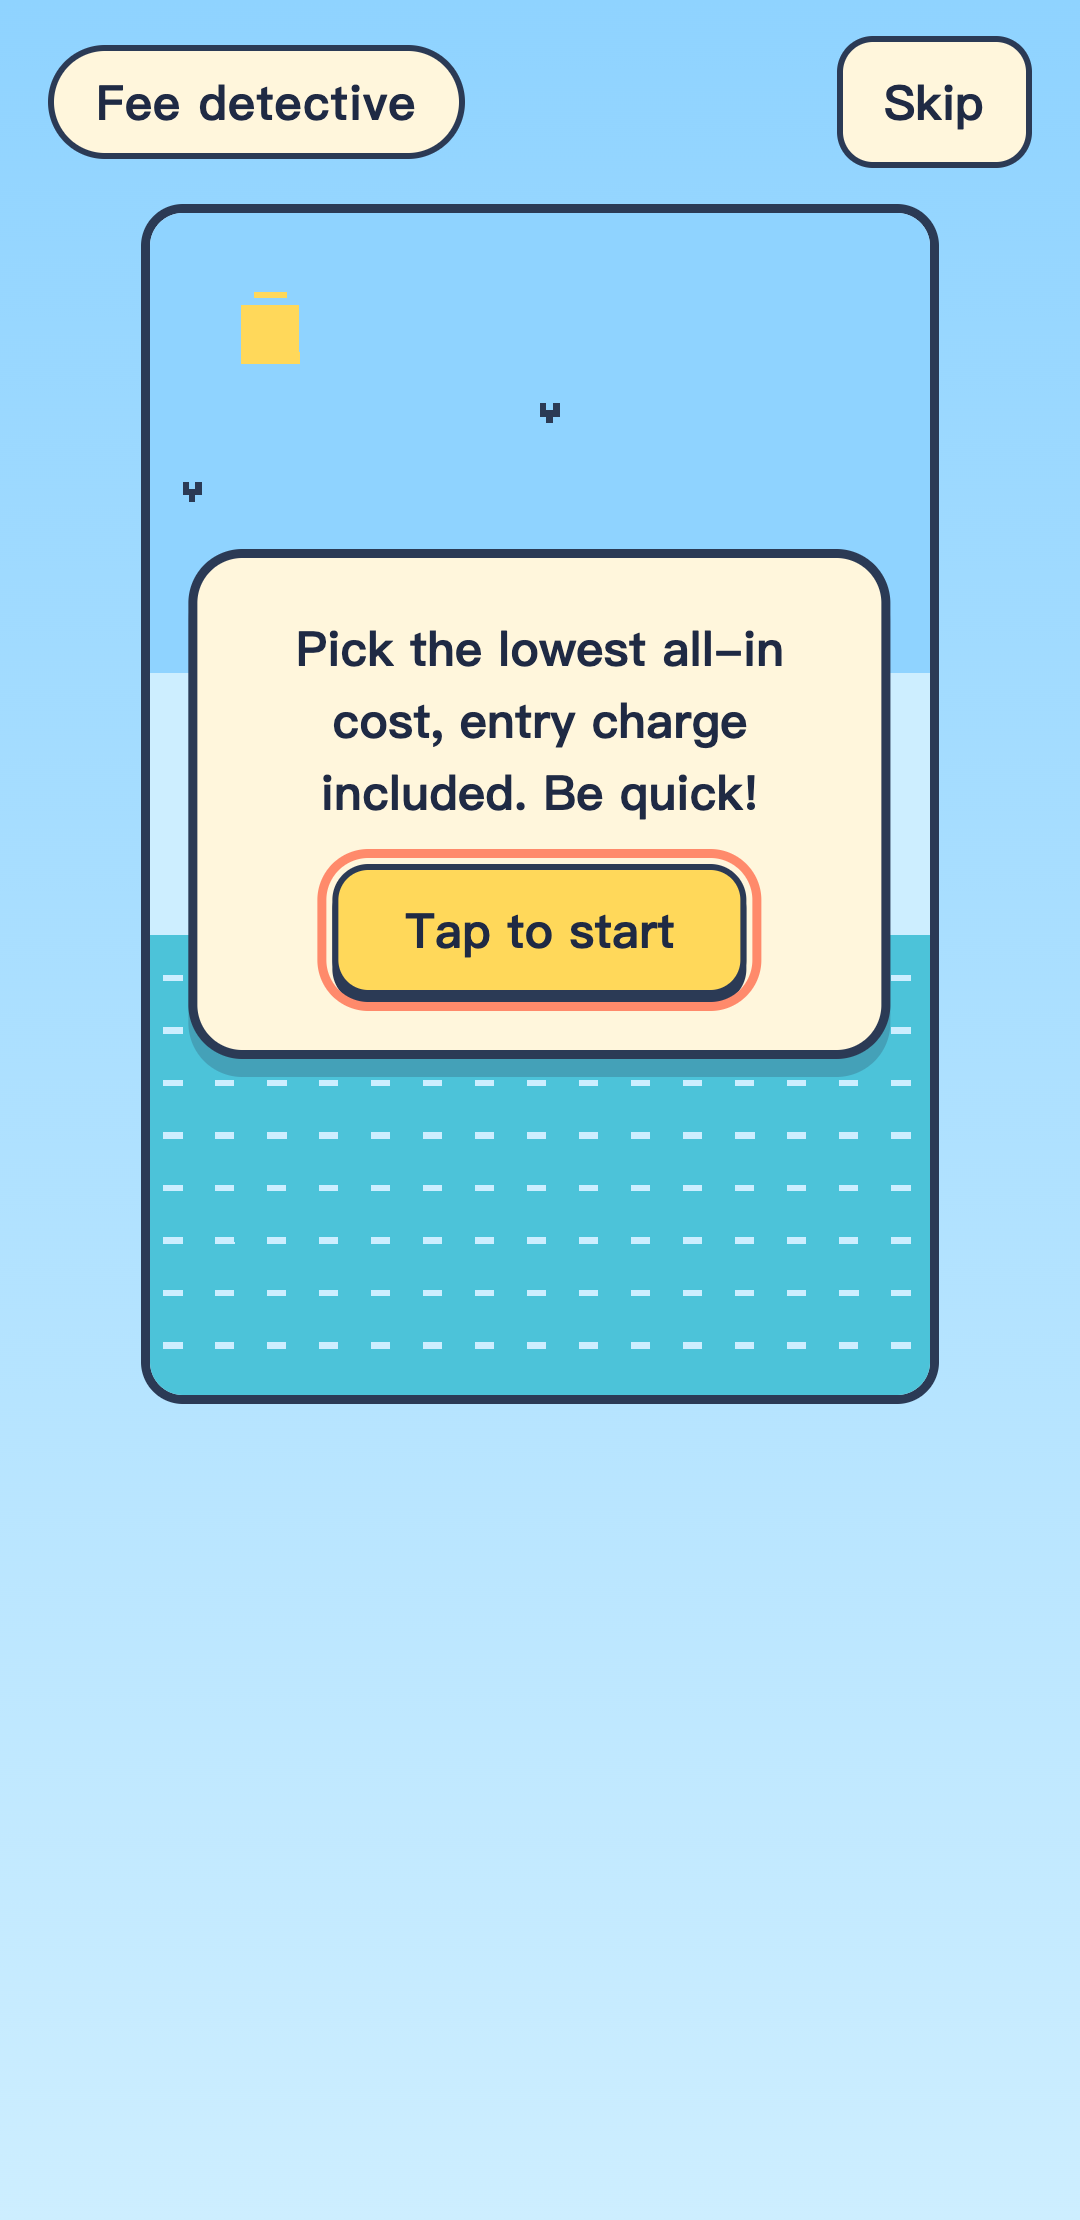 Fee detective
Skip
Pick the lowest all-in
cost, entry charge
included. Be quick!
Tap to start